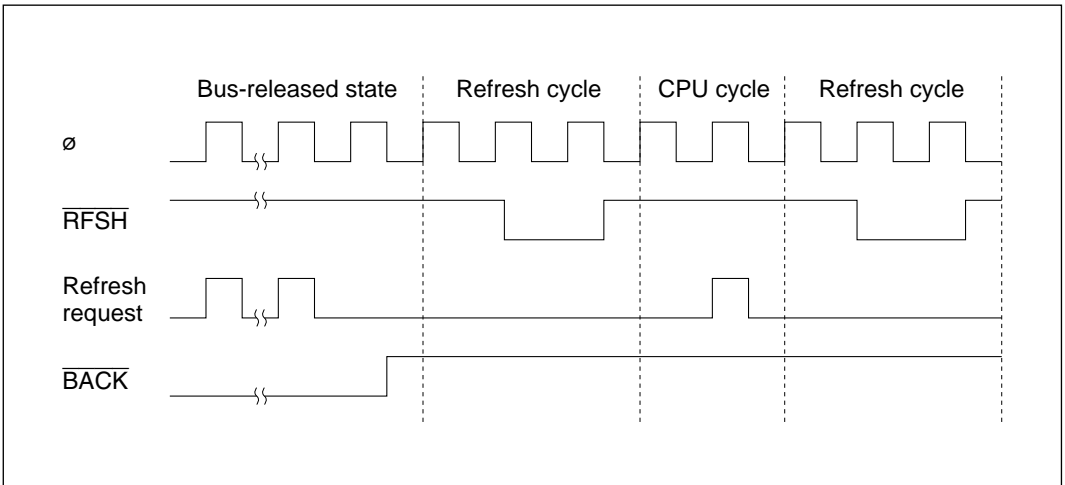 Bus-released state Refresh cycle CPU cycle Refresh cycle
ø
RFSH
Refresh
request
BACK